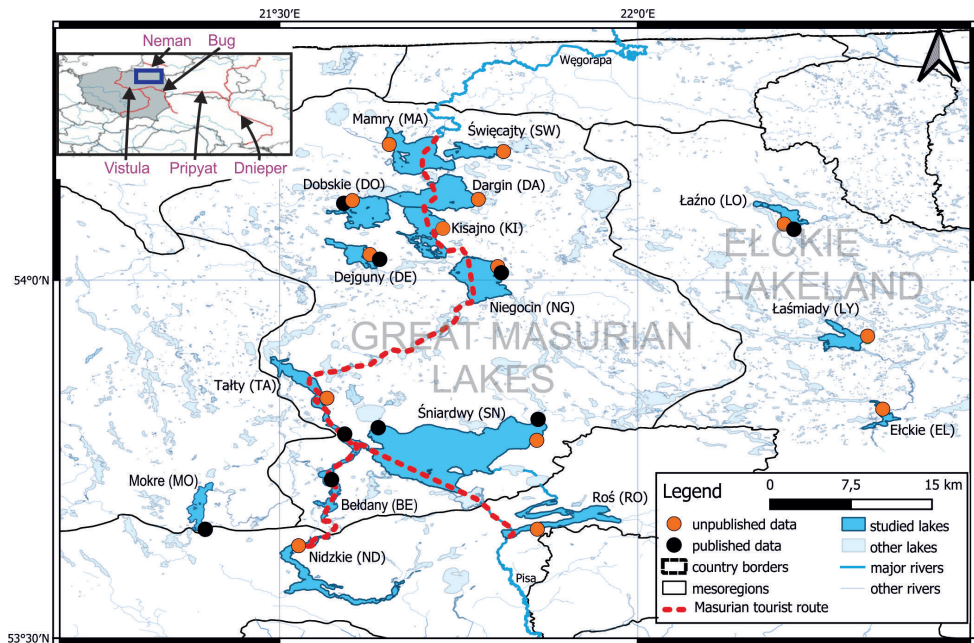 21°30'E
22°0'E
Neman
Bug
Vistula
Pripyat
Dnieper
Węgorapa
Mamry (MA)
Święcajty (SW)
Dobskie (DO)
Dargin (DA)
Łaźno (LO)
Kisajno (KI)
EŁCKIE
LAKELAND
54°0'N
Dejguny (DE)
Niegocin (NG)
Łaśmiady (LY)
GREAT MASURIAN
LAKES
Tałty (TA)
Śniardwy (SN)
Ełckie (EL)
Mokre (MO)
Bełdany (BE)
Roś (RO)
Nidzkie (ND)
Pisa
53°30'N
Legend
0 7,5 15 km
unpublished data
published data
country borders
mesoregions
Masurian tourist route
studied lakes
other lakes
major rivers
other rivers